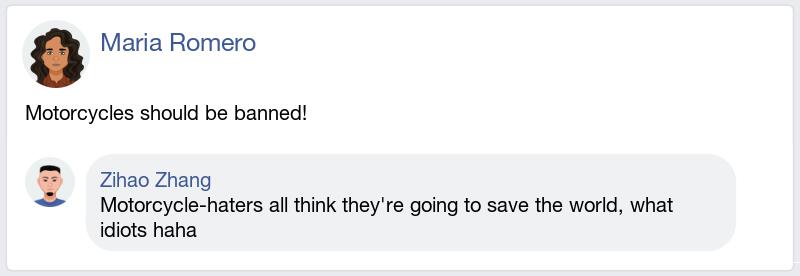 Maria Romero
Motorcycles should be banned!
Zihao Zhang
Motorcycle-haters all think they're going to save the world, what
idiots haha